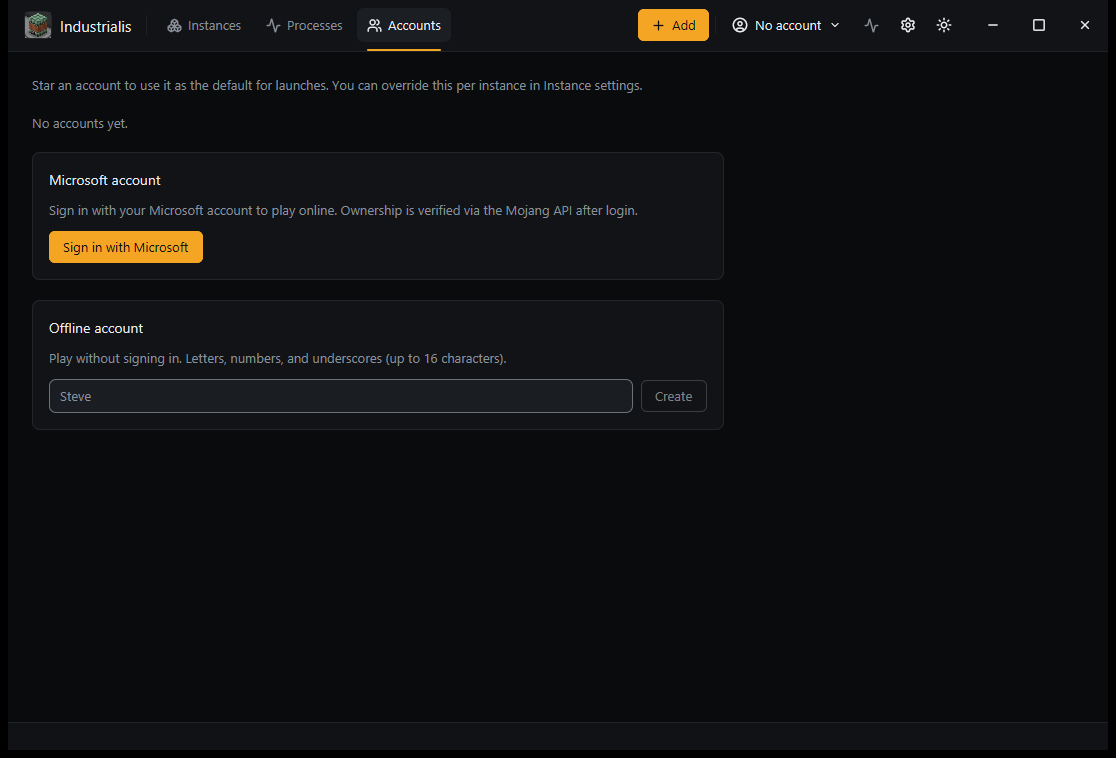 Industrialis
Instances
Processes
Accounts
Add
No account
Star an account to use it as the default for launches. You can override this per instance in Instance settings.
No accounts yet.
Microsoft account
Sign in with your Microsoft account to play online. Ownership is verified via the Mojang API after login.
Sign in with Microsoft
Offline account
Play without signing in. Letters, numbers, and underscores (up to 16 characters).
Steve
Create